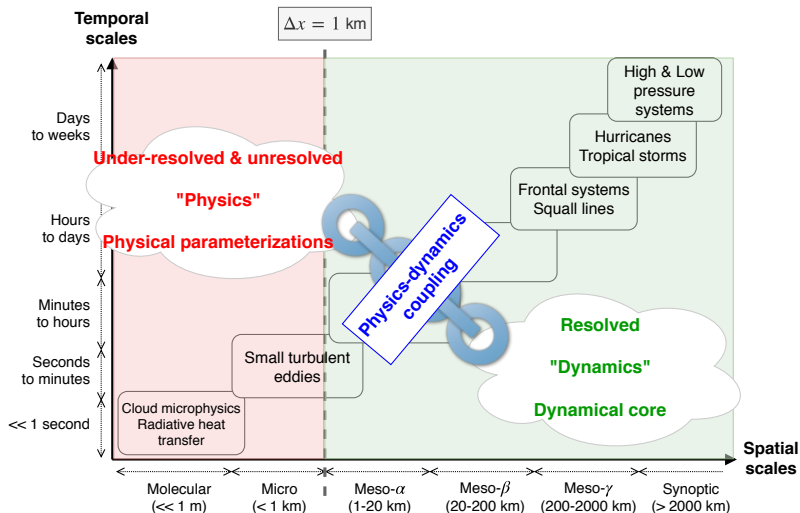 Temporal
scales
Δx = 1 km
High & Low
pressure
systems
Days
to weeks
Hurricanes
Tropical storms
Under-resolved & unresolved
"Physics"
Physical parameterizations
Frontal systems
Squall lines
Hours
to days
Physics-dynamics
coupling
Minutes
to hours
Resolved
"Dynamics"
Dynamical core
Seconds
to minutes
Small turbulent
eddies
<< 1 second
Cloud microphysics
Radiative heat
transfer
Spatial
scales
Molecular
(<< 1 m)
Micro
(< 1 km)
Meso-α
(1-20 km)
Meso-β
(20-200 km)
Meso-γ
(200-2000 km)
Synoptic
(> 2000 km)